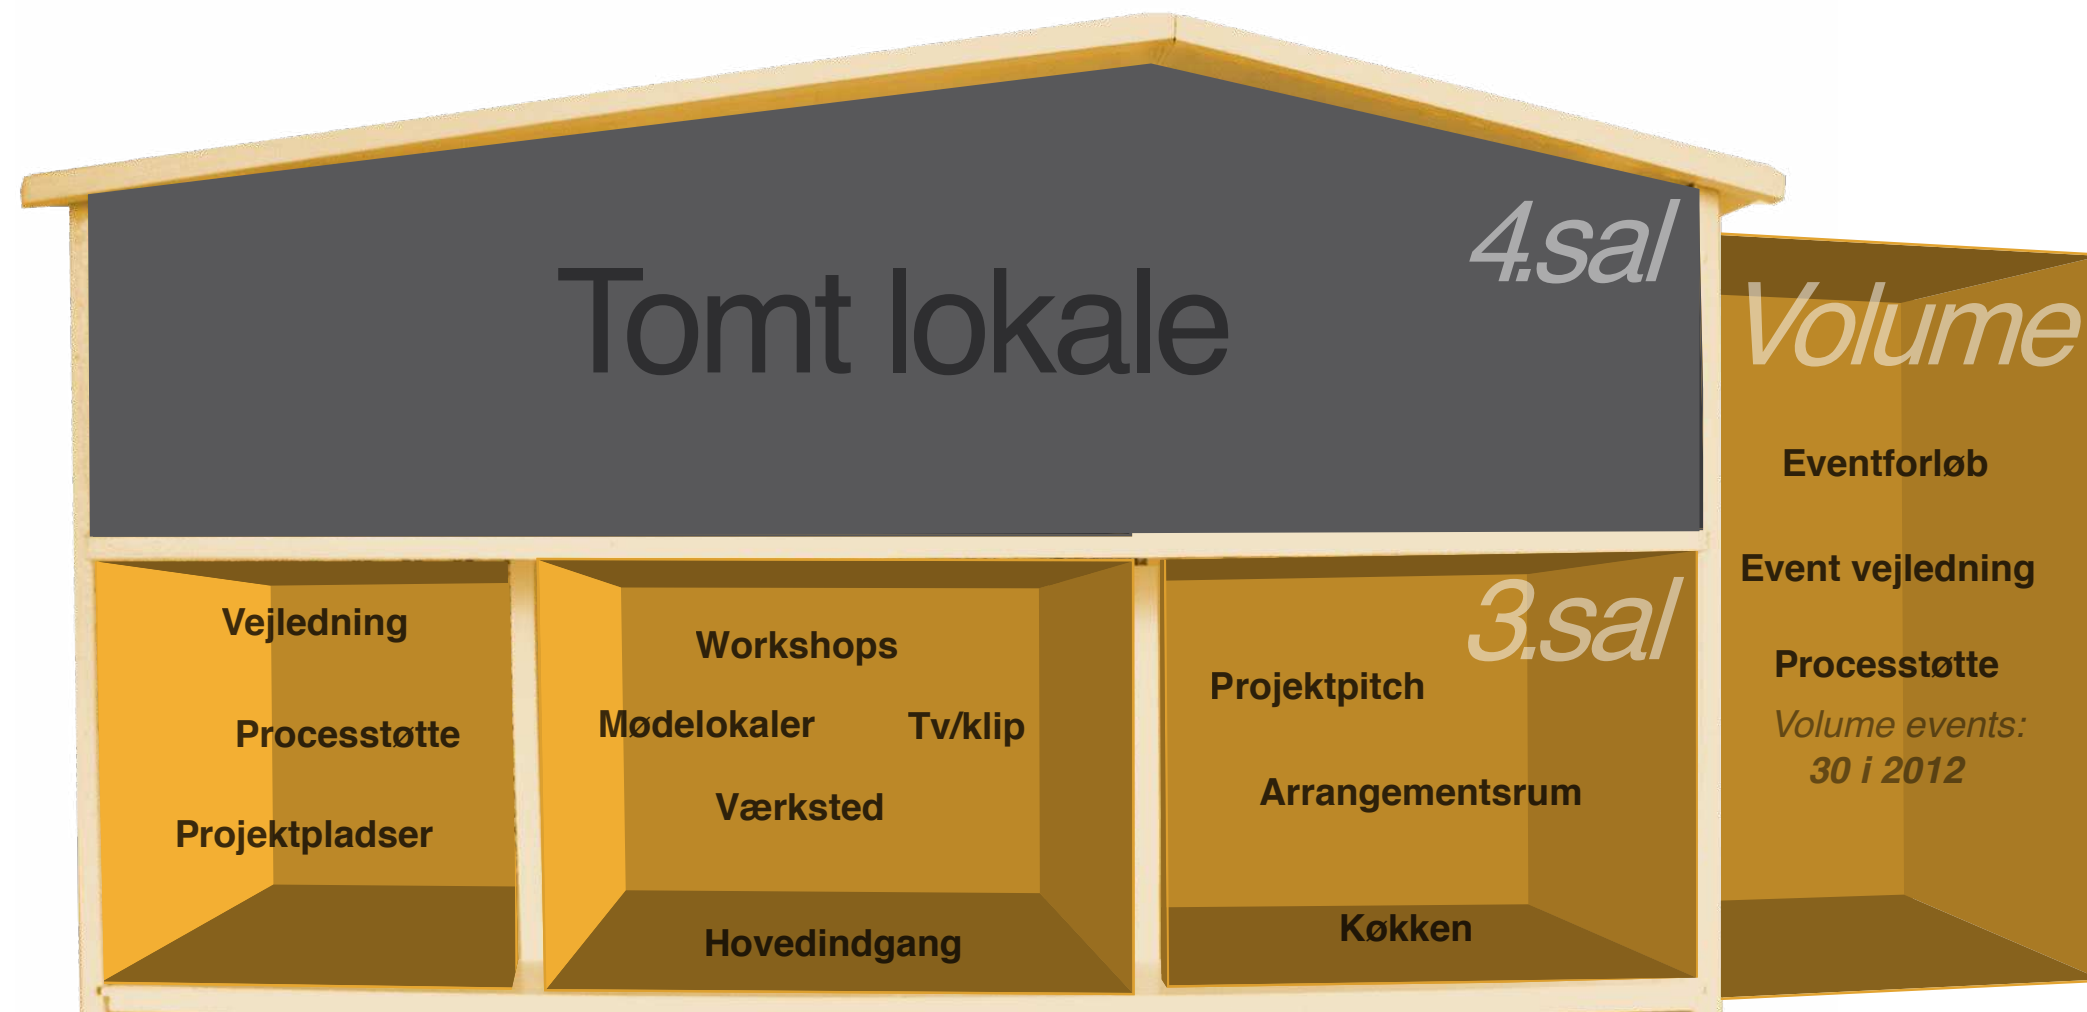 4.sal
Tomt lokale
Volume
Eventforløb
Event vejledning
Processtøtte
Volume events:
30 i 2012
3.sal
Vejledning
Processtøtte
Projektpladser
Workshops
Mødelokaler
Tv/klip
Værksted
Hovedindgang
Projektpitch
Arrangementsrum
Køkken